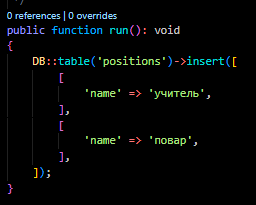 */
0 references | 0 overrides
public function run(): void
{
DB::table('positions')->insert([
[
'name' => 'учитель',
],
[
'name' => 'повар',
],
]);
}